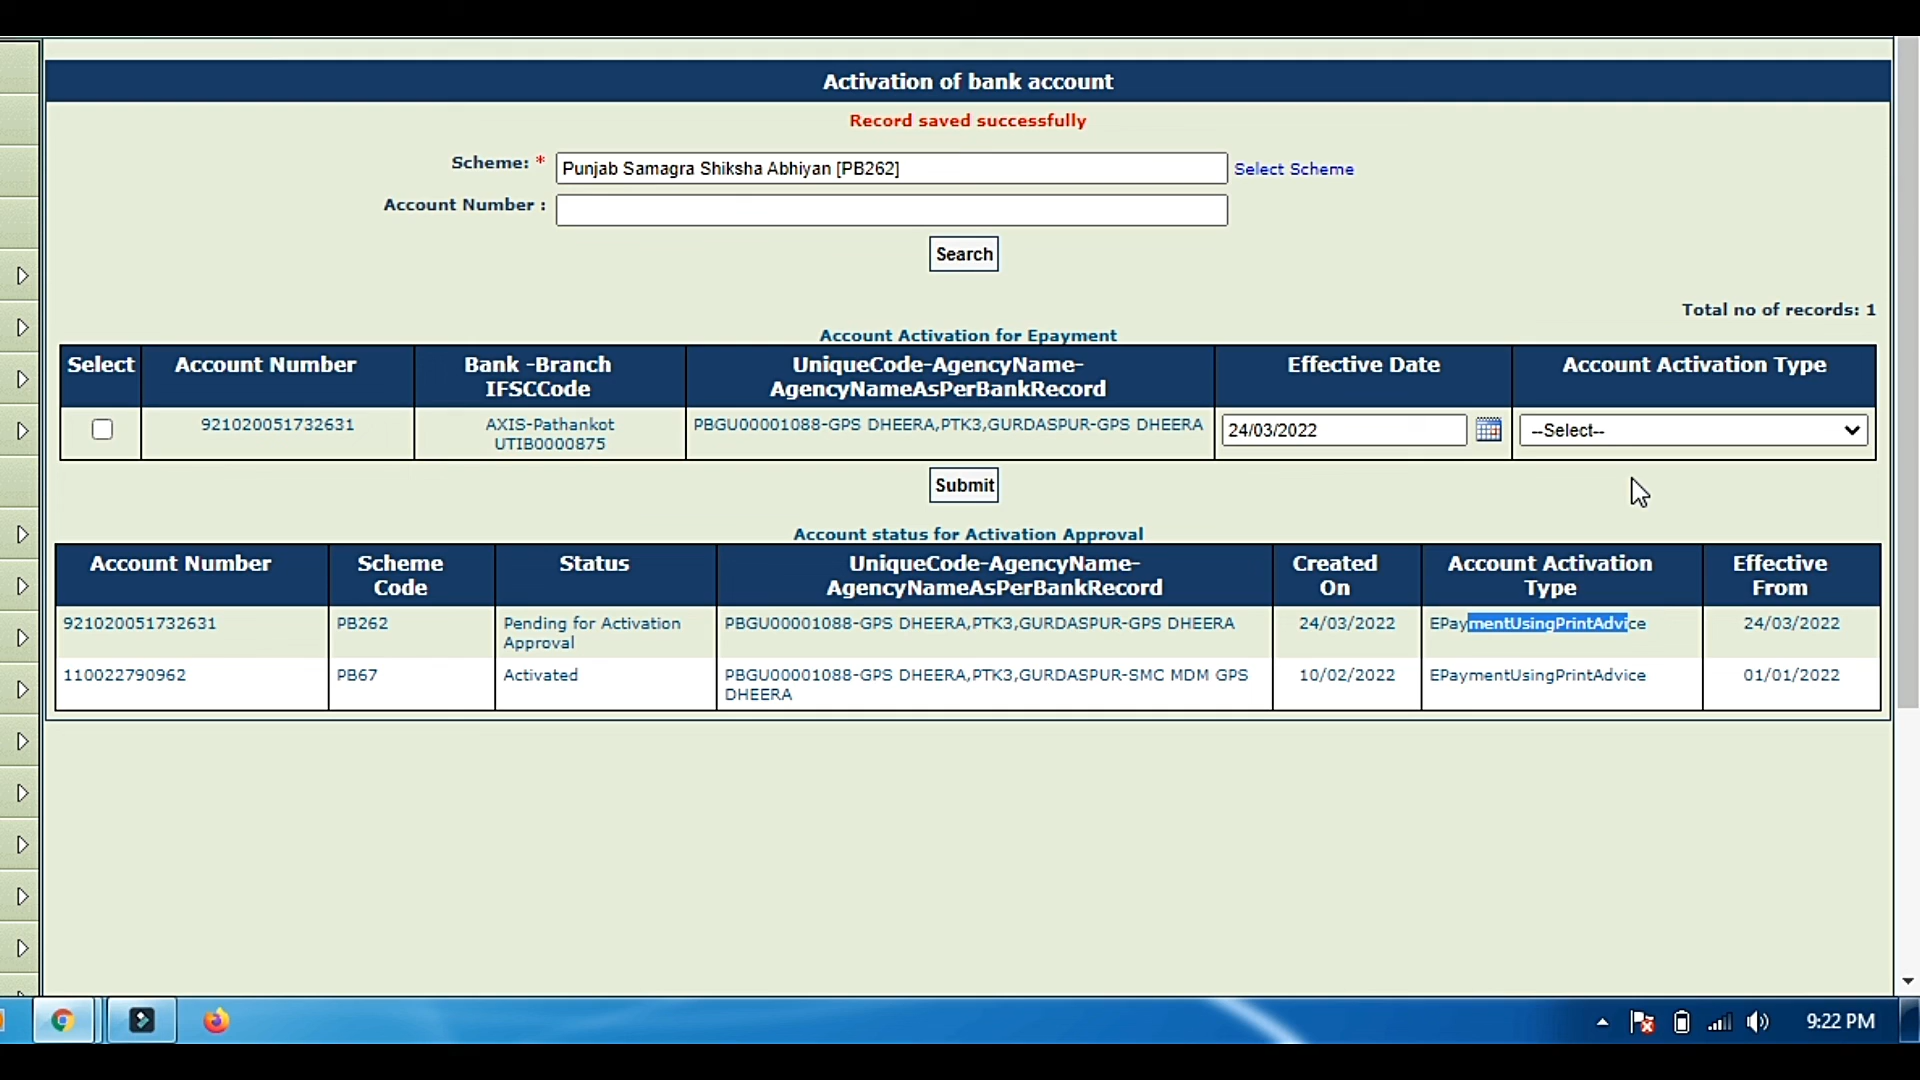 Activation of bank account
Record saved successfully
Scheme: * Punjab Samagra Shiksha Abhiyan [PB262] Select Scheme
Account Number :
Search
Total no of records: 1
Account Activation for Epayment
Select Account Number Bank -Branch IFSCCode UniqueCode-AgencyName-AgencyNameAsPerBankRecord Effective Date Account Activation Type
921020051732631 AXIS-Pathankot UTIB0000875 PBGU00001088-GPS DHEERA,PTK3,GURDASPUR-GPS DHEERA 24/03/2022 --Select--
Submit
Account status for Activation Approval
Account Number Scheme Code Status UniqueCode-AgencyName-AgencyNameAsPerBankRecord Created On Account Activation Type Effective From
921020051732631 PB262 Pending for Activation Approval PBGU00001088-GPS DHEERA,PTK3,GURDASPUR-GPS DHEERA 24/03/2022 EPaymentUsingPrintAdvice 24/03/2022
110022790962 PB67 Activated PBGU00001088-GPS DHEERA,PTK3,GURDASPUR-SMC MDM GPS DHEERA 10/02/2022 EPaymentUsingPrintAdvice 01/01/2022
9:22 PM